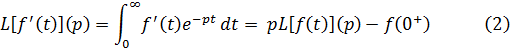 L[f′(t)](p) = ∫₀^∞ f′(t)e^{-pt} dt = pL[f(t)](p) − f(0⁺) (2)